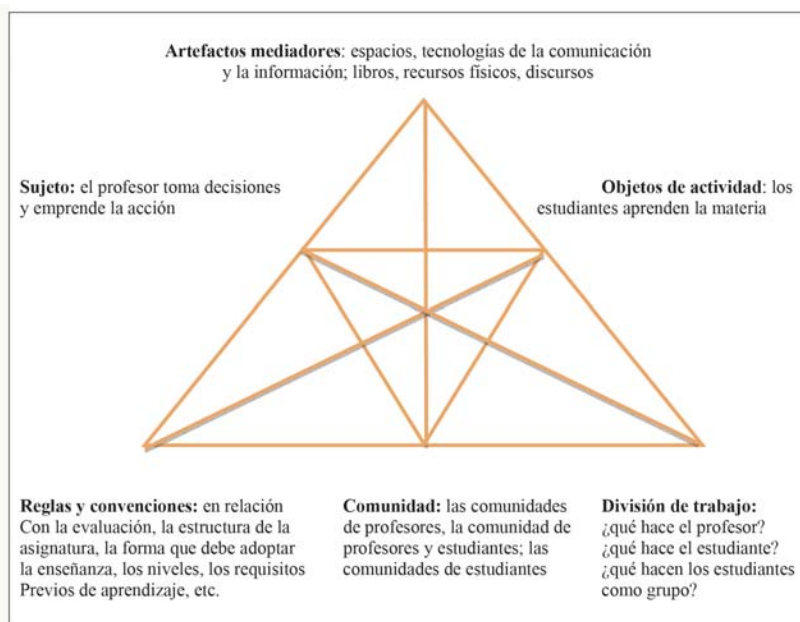 Artefactos mediadores: espacios, tecnologías de la comunicación
y la información; libros, recursos físicos, discursos
Sujeto: el profesor toma decisiones
y emprende la acción
Objetos de actividad: los
estudiantes aprenden la materia
Reglas y convenciones: en relación
Con la evaluación, la estructura de la
asignatura, la forma que debe adoptar
la enseñanza, los niveles, los requisitos
Previos de aprendizaje, etc.
Comunidad: las comunidades
de profesores, la comunidad de
profesores y estudiantes; las
comunidades de estudiantes
División de trabajo:
¿qué hace el profesor?
¿qué hace el estudiante?
¿qué hacen los estudiantes
como grupo?